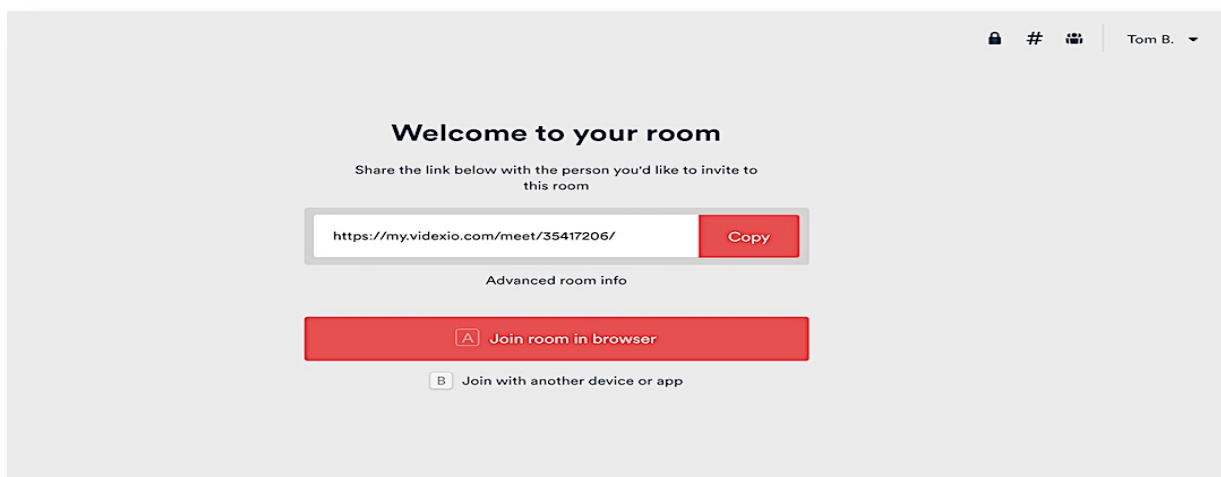 # Tom B.
Welcome to your room
Share the link below with the person you'd like to invite to
this room
https://my.videxio.com/meet/35417206/ Copy
Advanced room info
A Join room in browser
B Join with another device or app